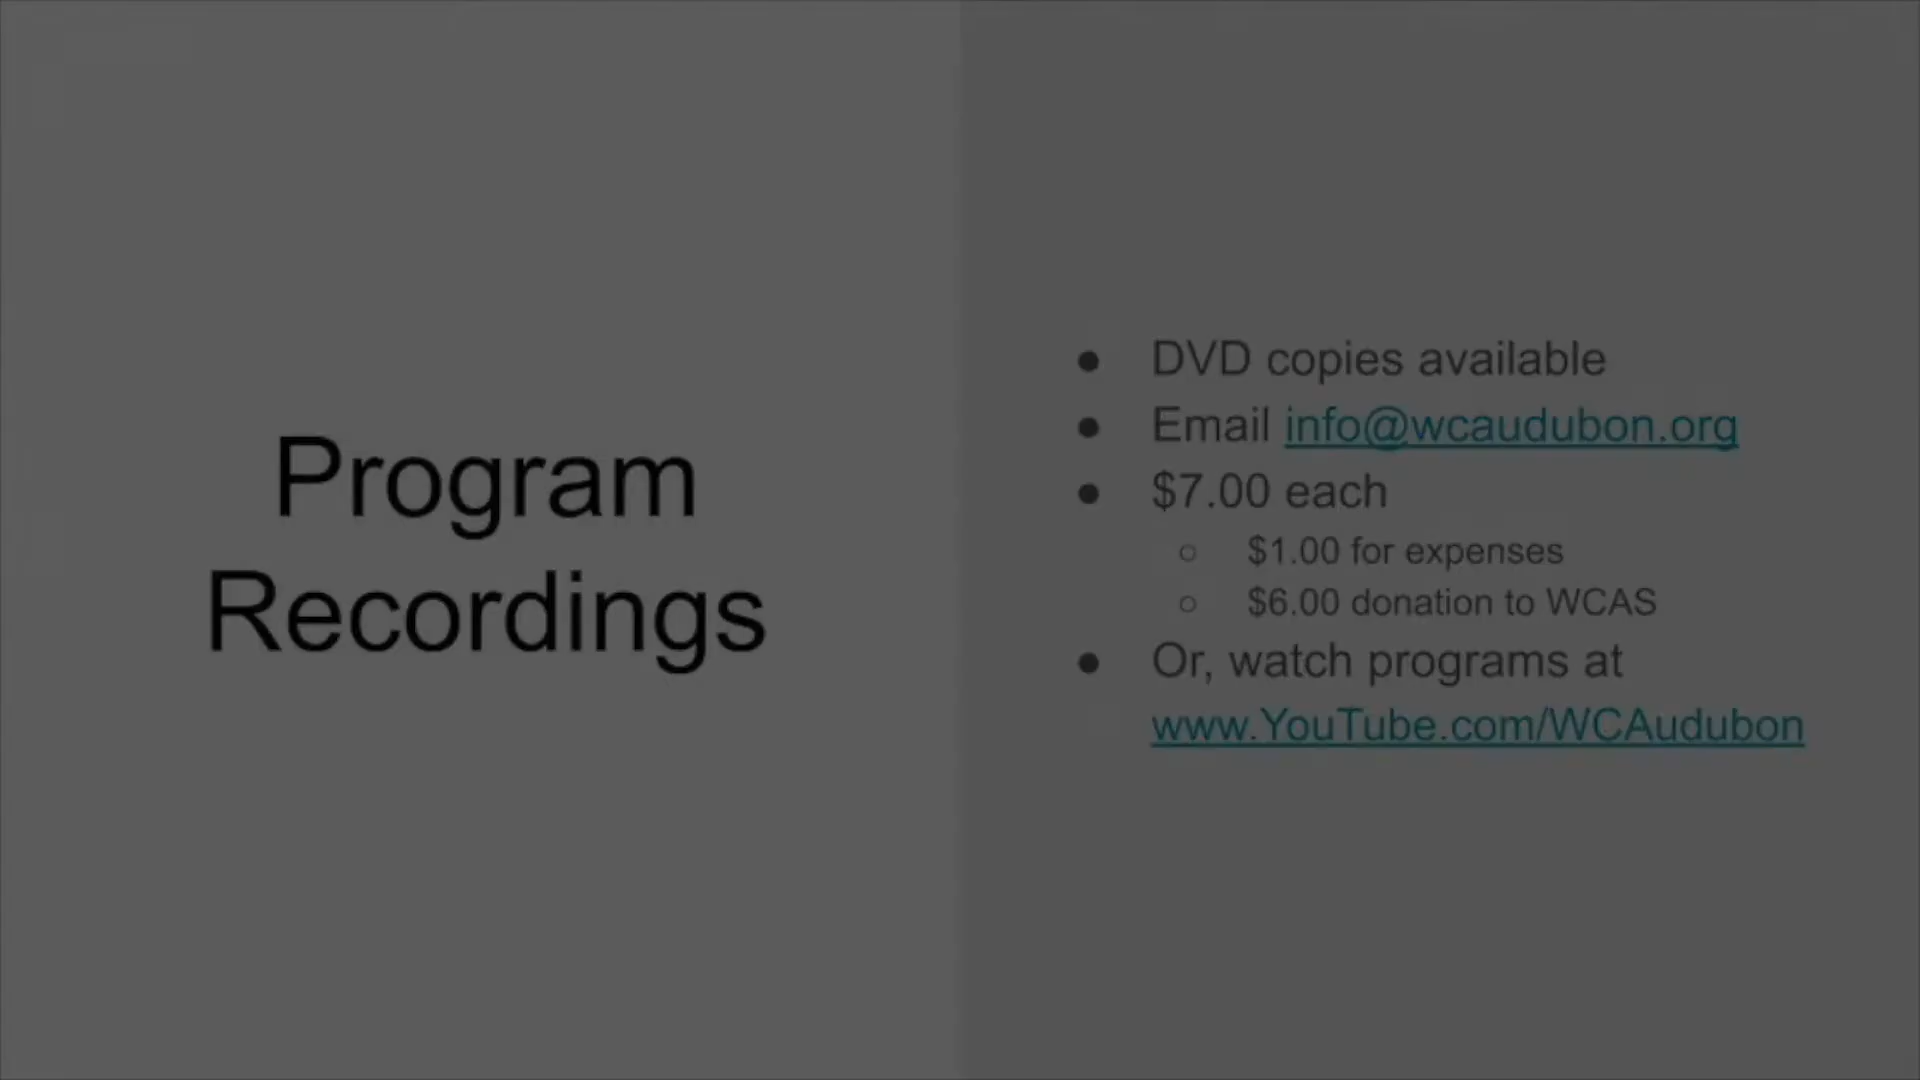 Program
Recordings
● DVD copies available
● Email info@wcaudubon.org
● $7.00 each
○ $1.00 for expenses
○ $6.00 donation to WCAS
● Or, watch programs at
www.YouTube.com/WCAudubon